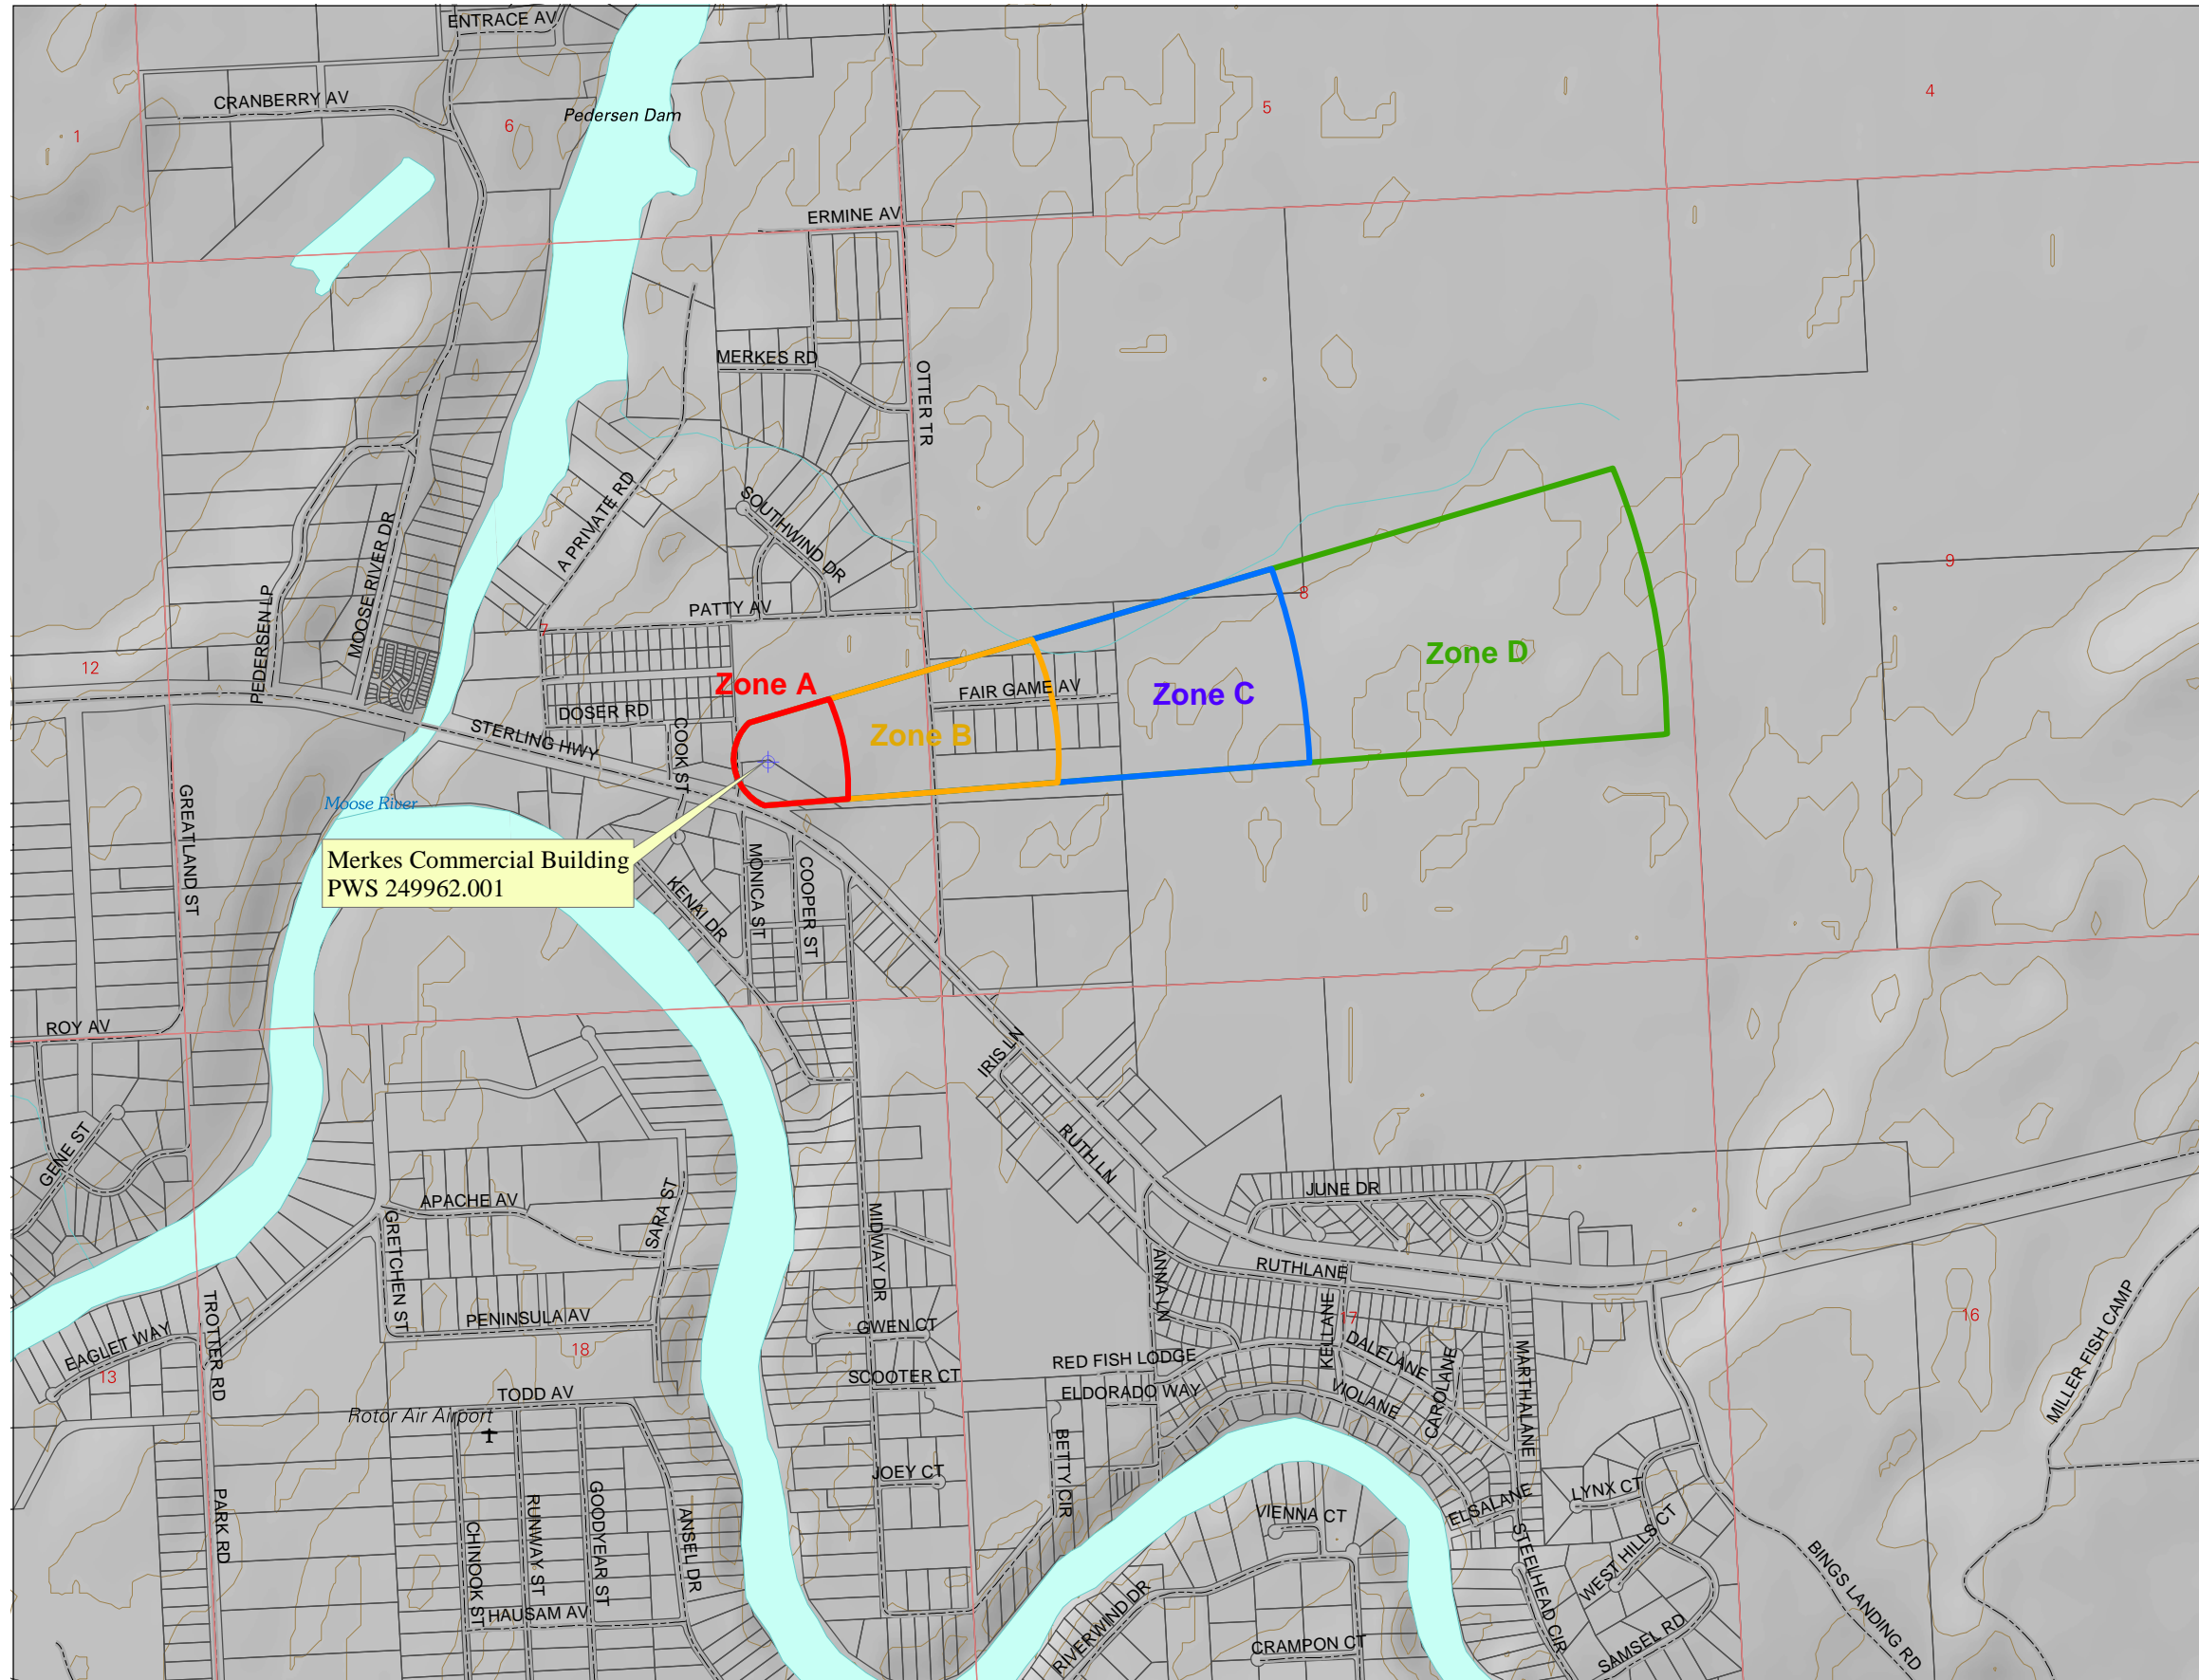 ENTRACE AV
CRANBERRY AV
Pedersen Dam
1
6
5
4
ERMINE AV
MERKES RD
OTTER TR
A PRIVATE RD
SOUTHWIND DR
MOOSE RIVER DR
PEDERSEN LP
PATTY AV
7
8
9
12
Zone A
Zone B
Zone C
Zone D
FAIR GAME AV
DOSER RD
COOK ST
STERLING HWY
Moose River
GREATLAND ST
Merkes Commercial Building
PWS 249962.001
KENAI DR
MONICA ST
COOPER ST
ROY AV
IRIS LN
RUTH LN
GENE ST
APACHE AV
SARA ST
GRETCHEN ST
MIDWAY DR
JUNE DR
RUTHLANE
ANNA LN
PENINSULA AV
TROTTER RD
EAGLET WAY
13
18
17
16
GWEN CT
SCOOTER CT
RED FISH LODGE
ELDORADO WAY
KELLANE
DALELANE
VIOLANE
CAROLANE
MARTHALANE
MILLER FISH CAMP
TODD AV
Rotor Air Airport
JOEY CT
BETTY CIR
PARK RD
CHINOOK ST
RUNWAY ST
GOODYEAR ST
ANSEL DR
HAUSAM AV
VIENNA CT
ELSALANE
LYNX CT
WEST HILLS CT
STEELHEAD CIR
BINGS LANDING RD
RIVERWIND DR
CRAMPON CT
SAMSEL RD